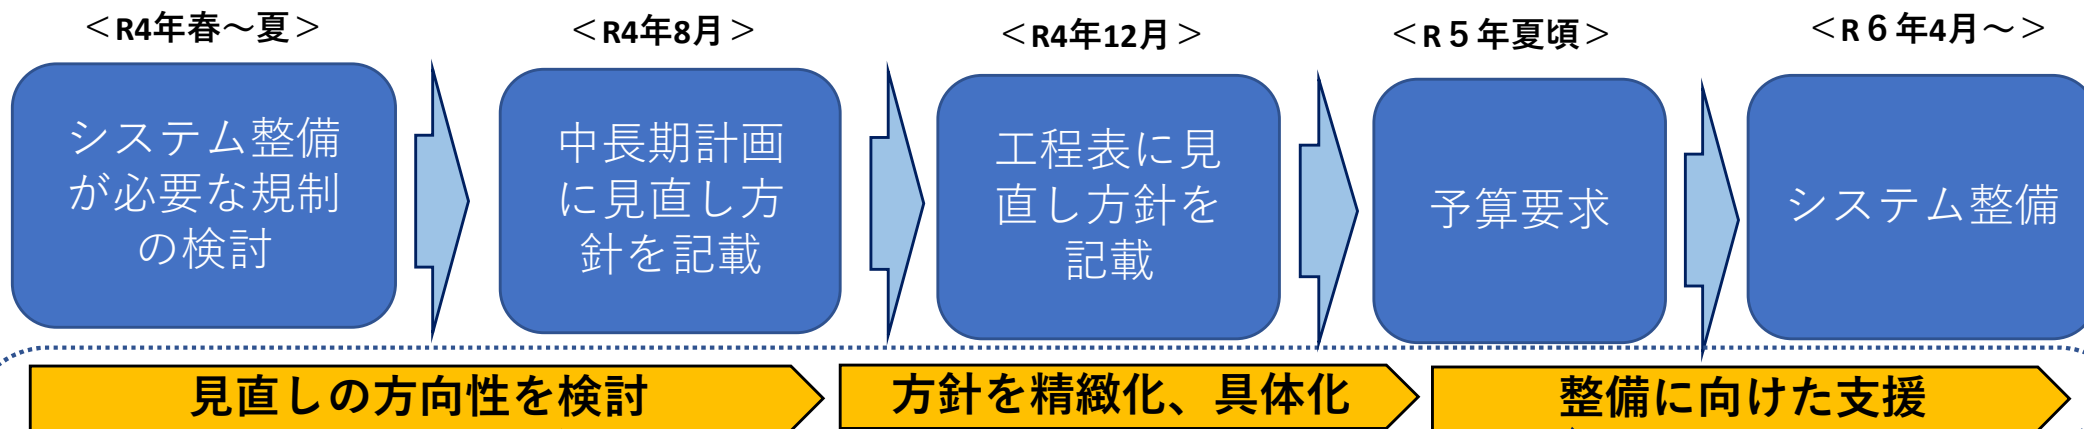 ＜R4年春～夏＞
＜R4年8月＞
＜R4年12月＞
＜R５年夏頃＞
＜R６年4月～＞
システム整備
が必要な規制
の検討
中長期計画
に見直し方
針を記載
工程表に見
直し方針を
記載
予算要求
システム整備
見直しの方向性を検討
方針を精緻化、具体化
整備に向けた支援